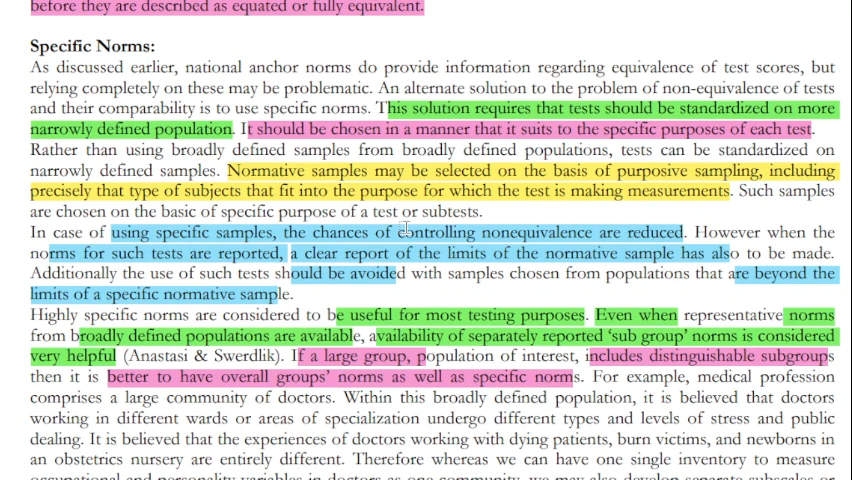 before they are described as equated or fully equivalent.
Specific Norms:
As discussed earlier, national anchor norms do provide information regarding equivalence of test scores, but
relying completely on these may be problematic. An alternate solution to the problem of non-equivalence of tests
and their comparability is to use specific norms. This solution requires that tests should be standardized on more
narrowly defined population. It should be chosen in a manner that it suits to the specific purposes of each test.
Rather than using broadly defined samples from broadly defined populations, tests can be standardized on
narrowly defined samples. Normative samples may be selected on the basis of purposive sampling, including
precisely that type of subjects that fit into the purpose for which the test is making measurements. Such samples
are chosen on the basic of specific purpose of a test or subtests.
In case of using specific samples, the chances of controlling nonequivalence are reduced. However when the
norms for such tests are reported, a clear report of the limits of the normative sample has also to be made.
Additionally the use of such tests should be avoided with samples chosen from populations that are beyond the
limits of a specific normative sample.
Highly specific norms are considered to be useful for most testing purposes. Even when representative norms
from broadly defined populations are available, availability of separately reported ‘sub group’ norms is considered
very helpful (Anastasi & Swerdlik). If a large group, population of interest, includes distinguishable subgroups
then it is better to have overall groups’ norms as well as specific norms. For example, medical profession
comprises a large community of doctors. Within this broadly defined population, it is believed that doctors
working in different wards or areas of specialization undergo different types and levels of stress and public
dealing. It is believed that the experiences of doctors working with dying patients, burn victims, and newborns in
an obstetrics nursery are entirely different. Therefore whereas we can have one single inventory to measure
occupational and personality variables in doctors as one community, we may also develop separate subscales or